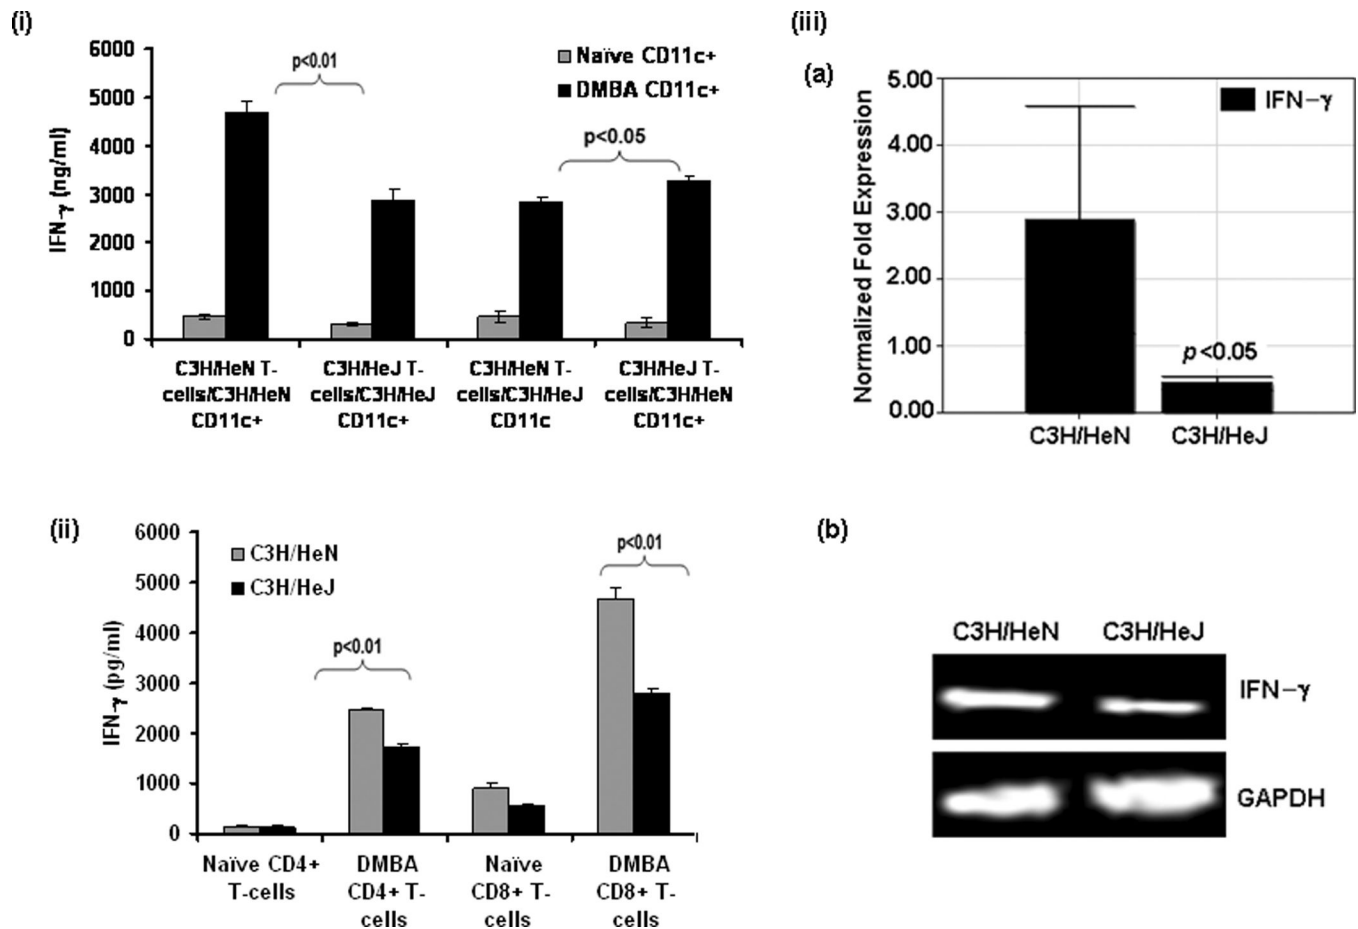 (i)
6000
5000
4000
3000
2000
1000
0
IFN-γ (ng/ml)
p<0.01
p<0.05
Naïve CD11c+
DMBA CD11c+
C3H/HeN T-
cells/C3H/HeN
CD11c+
C3H/HeJ T-
cells/C3H/HeJ
CD11c+
C3H/HeN T-
cells/C3H/HeJ
CD11c
C3H/HeJ T-
cells/C3H/HeN
CD11c+
(iii)
(a)
5.00
4.00
3.00
2.00
1.00
0.00
Normalized Fold Expression
IFN−γ
p<0.05
C3H/HeN
C3H/HeJ
(ii)
6000
5000
4000
3000
2000
1000
0
IFN-γ (pg/ml)
C3H/HeN
C3H/HeJ
p<0.01
p<0.01
Naïve CD4+
T-cells
DMBA
CD4+ T-
cells
Naïve
CD8+ T-
cells
DMBA
CD8+ T-
cells
(b)
C3H/HeN
C3H/HeJ
IFN−γ
GAPDH